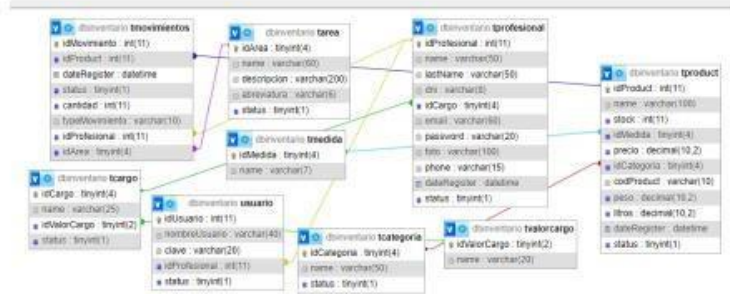 dbinventario tmovimientos
idMovimiento : int(11)
idProduct : int(11)
dateRegister : datetime
status : tinyint(1)
cantidad : int(11)
typeMovimiento : varchar(10)
idProfesional : int(11)
idArea : tinyint(4)
dbinventario tarea
idArea : tinyint(4)
name : varchar(60)
descripcion : varchar(200)
abreviatura : varchar(6)
status : tinyint(1)
dbinventario tprofesional
idProfesional : int(11)
name : varchar(50)
lastName : varchar(50)
dni : varchar(8)
idCargo : tinyint(4)
email : varchar(60)
password : varchar(20)
foto : varchar(100)
phone : varchar(15)
dateRegister : datetime
status : tinyint(1)
dbinventario tproduct
idProduct : int(11)
name : varchar(100)
stock : int(11)
idMedida : tinyint(4)
precio : decimal(10,2)
idCategoria : tinyint(4)
codProduct : varchar(10)
peso : decimal(10,2)
litros : decimal(10,2)
dateRegister : datetime
status : tinyint(1)
dbinventario tmedida
idMedida : tinyint(4)
name : varchar(7)
dbinventario tcargo
idCargo : tinyint(4)
name : varchar(25)
idValorCargo : tinyint(2)
status : tinyint(1)
dbinventario usuario
idUsuario : int(11)
nombreUsuario : varchar(40)
clave : varchar(20)
idProfesional : int(11)
status : tinyint(1)
dbinventario tcategoria
idCategoria : tinyint(4)
name : varchar(50)
status : tinyint(1)
dbinventario tvalorcargo
idValorCargo : tinyint(2)
name : varchar(20)